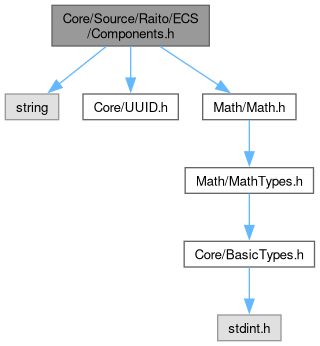 Core/Source/Raito/ECS
/Components.h
string
Core/UUID.h
Math/Math.h
Math/MathTypes.h
Core/BasicTypes.h
stdint.h